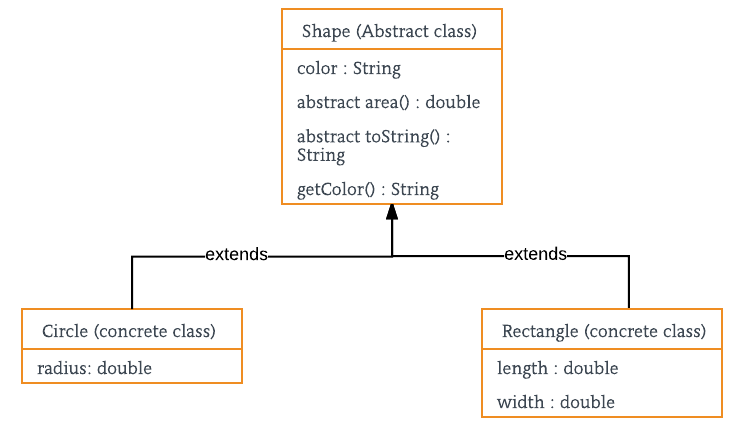 Shape (Abstract class)
color : String
abstract area() : double
abstract toString() :
String
getColor() : String
extends
extends
Circle (concrete class)
radius: double
Rectangle (concrete class)
length : double
width : double